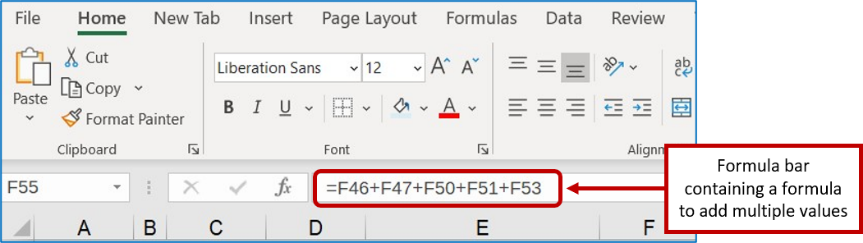 File Home New Tab Insert Page Layout Formulas Data Review
Cut
Copy
Format Painter
Paste
Clipboard
Liberation Sans 12 A A
B I U A
Font
ab
c
Alignm
F55 fx =F46+F47+F50+F51+F53
A B C D E F
Formula bar
containing a formula
to add multiple values